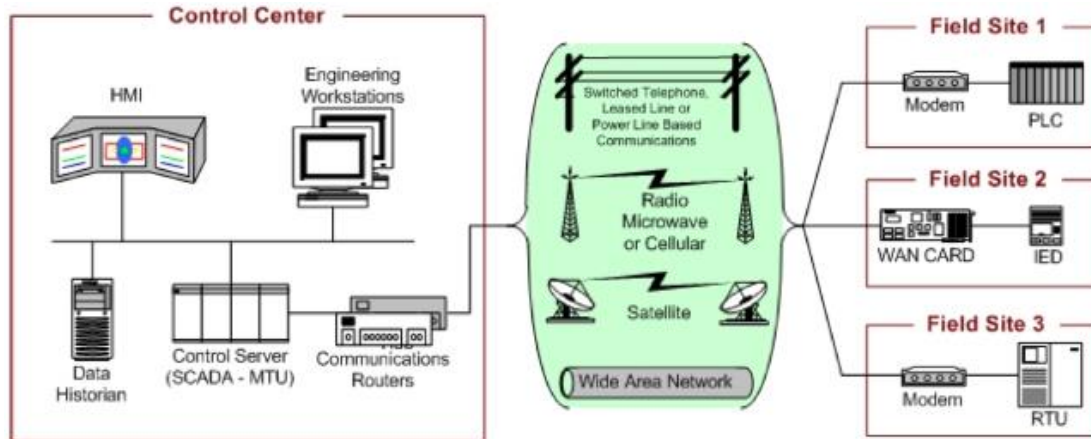 Control Center
HMI
Engineering
Workstations
Data
Historian
Control Server
(SCADA - MTU)
Communications
Routers
Switched Telephone,
Leased Line or
Power Line Based
Communications
Radio
Microwave
or Cellular
Satellite
Wide Area Network
Field Site 1
Modem
PLC
Field Site 2
WAN CARD
IED
Field Site 3
Modem
RTU